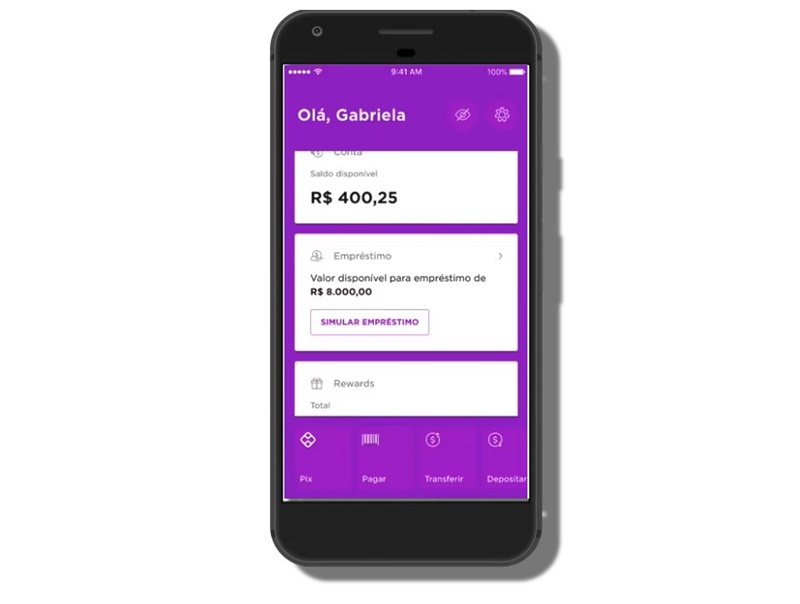 9:41 AM
100%
Olá, Gabriela
Conta
Saldo disponível
R$ 400,25
Empréstimo
Valor disponível para empréstimo de
R$ 8.000,00
SIMULAR EMPRÉSTIMO
Rewards
Total
Pix
Pagar
Transferir
Depositar